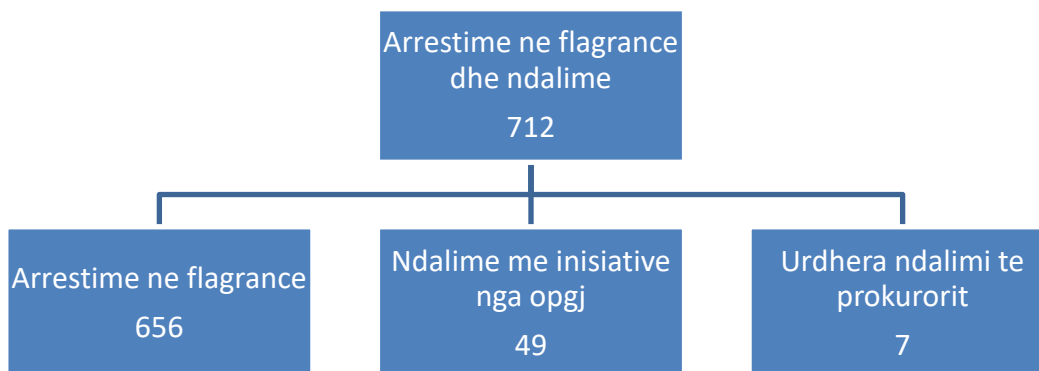 Arrestime ne flagrance
dhe ndalime
712
Arrestime ne flagrance
656
Ndalime me inisiative
nga opgj
49
Urdhera ndalimi te
prokurorit
7